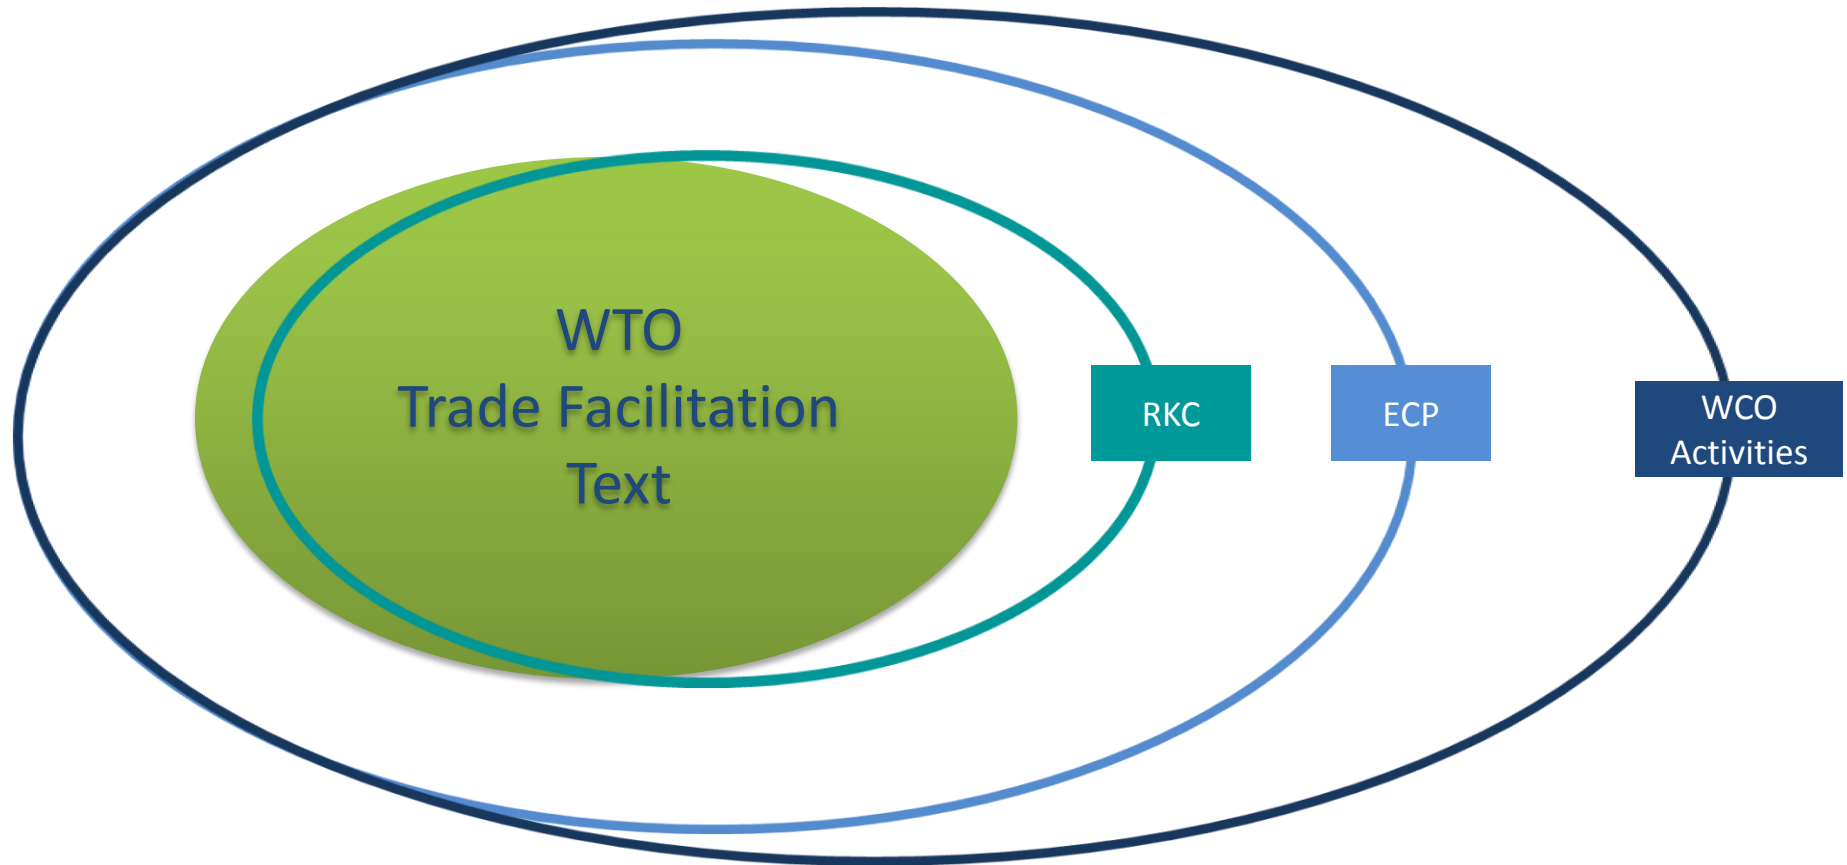 WTO
Trade Facilitation
Text
RKC
ECP
WCO
Activities